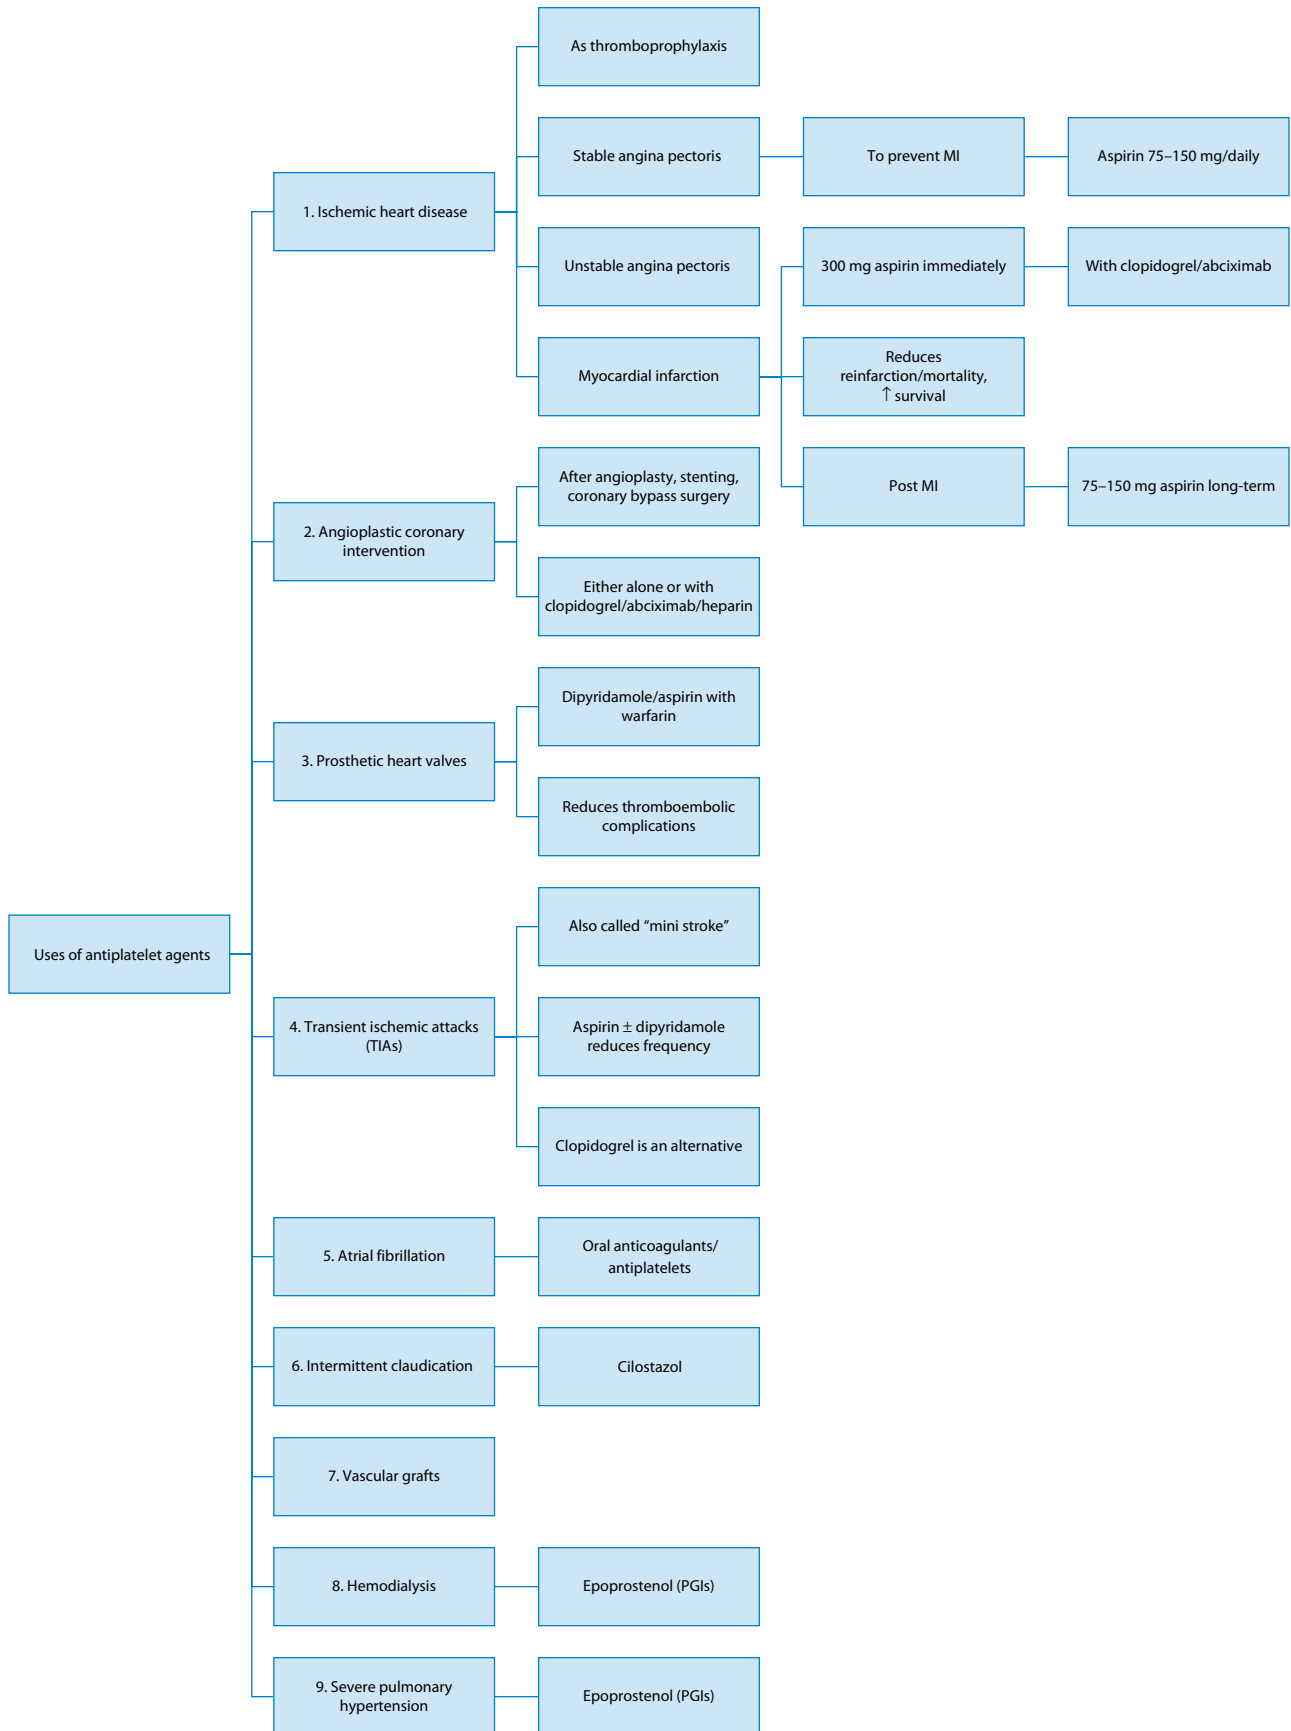 Uses of antiplatelet agents
1. Ischemic heart disease
As thromboprophylaxis
Stable angina pectoris
To prevent MI
Aspirin 75–150 mg/daily
Unstable angina pectoris
Myocardial infarction
300 mg aspirin immediately
With clopidogrel/abciximab
Reduces
reinfarction/mortality,
↑ survival
Post MI
75–150 mg aspirin long-term
2. Angioplastic coronary
intervention
After angioplasty, stenting,
coronary bypass surgery
Either alone or with
clopidogrel/abciximab/heparin
3. Prosthetic heart valves
Dipyridamole/aspirin with
warfarin
Reduces thromboembolic
complications
4. Transient ischemic attacks
(TIAs)
Also called “mini stroke”
Aspirin ± dipyridamole
reduces frequency
Clopidogrel is an alternative
5. Atrial fibrillation
Oral anticoagulants/
antiplatelets
6. Intermittent claudication
Cilostazol
7. Vascular grafts
8. Hemodialysis
Epoprostenol (PGIs)
9. Severe pulmonary
hypertension
Epoprostenol (PGIs)